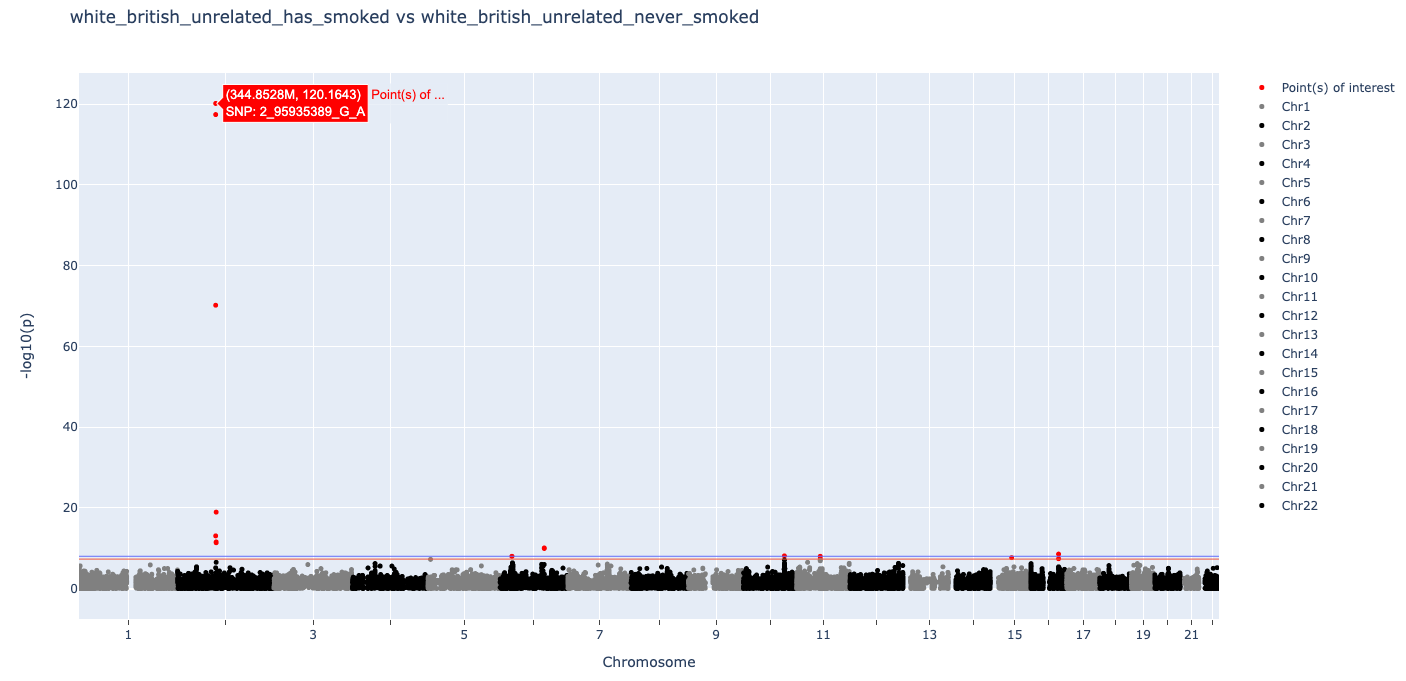 white_british_unrelated_has_smoked vs white_british_unrelated_never_smoked
(344.8528M, 120.1643) Point(s) of ...
SNP: 2_95935389_G_A
120
100
80
60
40
20
0
-log10(p)
1 3 5 7 9 11 13 15 17 19 21
Chromosome
Point(s) of interest
Chr1
Chr2
Chr3
Chr4
Chr5
Chr6
Chr7
Chr8
Chr9
Chr10
Chr11
Chr12
Chr13
Chr14
Chr15
Chr16
Chr17
Chr18
Chr19
Chr20
Chr21
Chr22